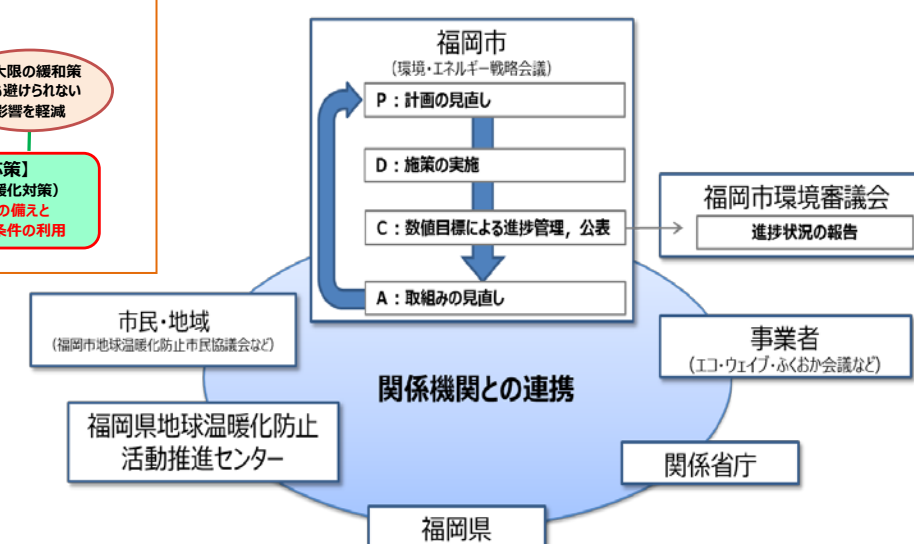 大限の緩和策
避けられない
影響を軽減
策】
暖化対策）
の備えと
条件の利用
福岡市
（環境・エネルギー戦略会議）
P：計画の見直し
D：施策の実施
C：数値目標による進捗管理，公表
A：取組みの見直し
福岡市環境審議会
進捗状況の報告
市民・地域
（福岡市地球温暖化防止市民協議会など）
事業者
（エコ・ウェイブ・ふくおか会議など）
関係機関との連携
福岡県地球温暖化防止
活動推進センター
関係省庁
福岡県